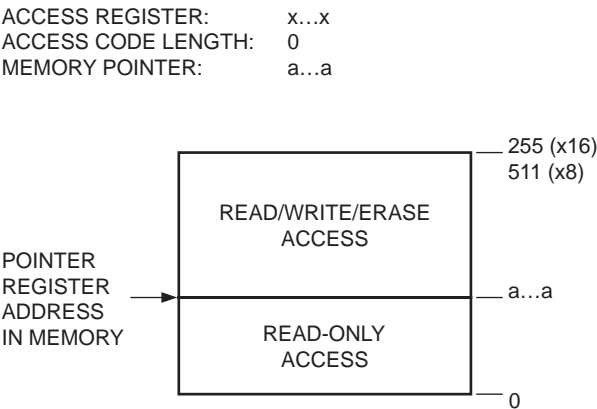 ACCESS REGISTER: x…x
ACCESS CODE LENGTH: 0
MEMORY POINTER: a…a
255 (x16)
511 (x8)
READ/WRITE/ERASE
ACCESS
POINTER
REGISTER
ADDRESS
IN MEMORY
a…a
READ-ONLY
ACCESS
0